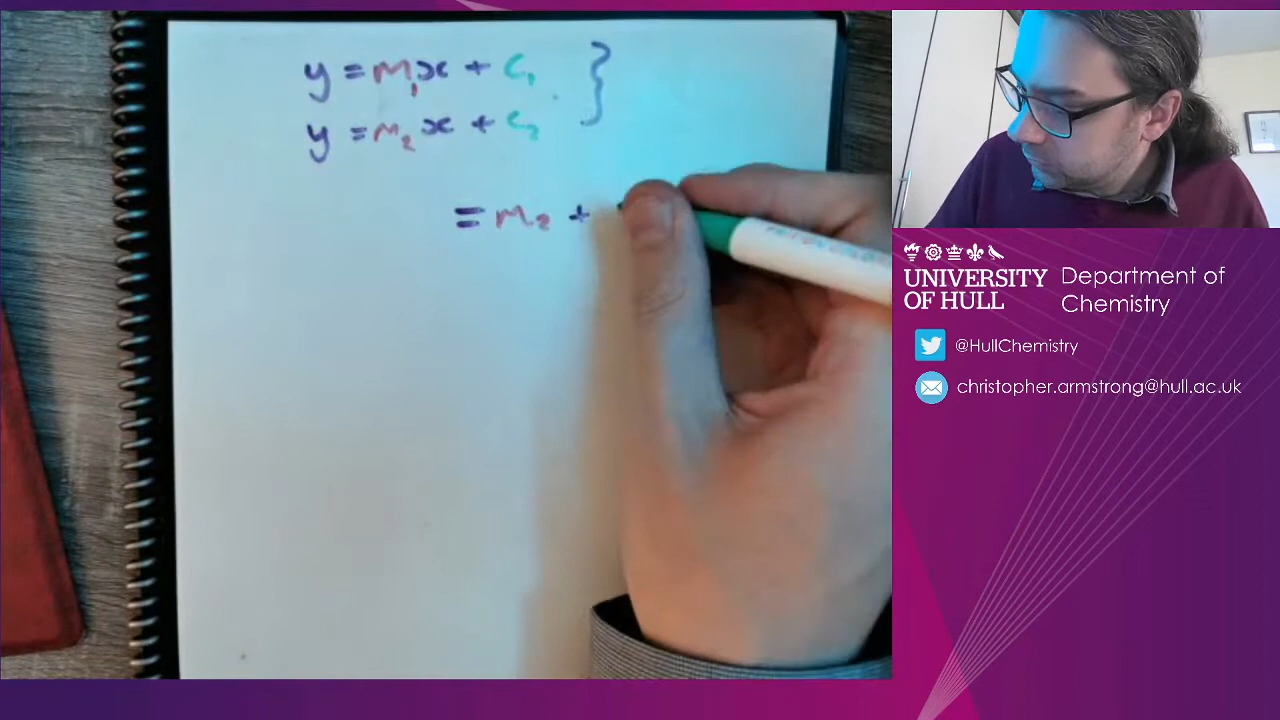 y = m₁x + c₁ }
y = m₂x + c₂
= m₂ +
UNIVERSITY OF HULL
Department of Chemistry
@HullChemistry
christopher.armstrong@hull.ac.uk